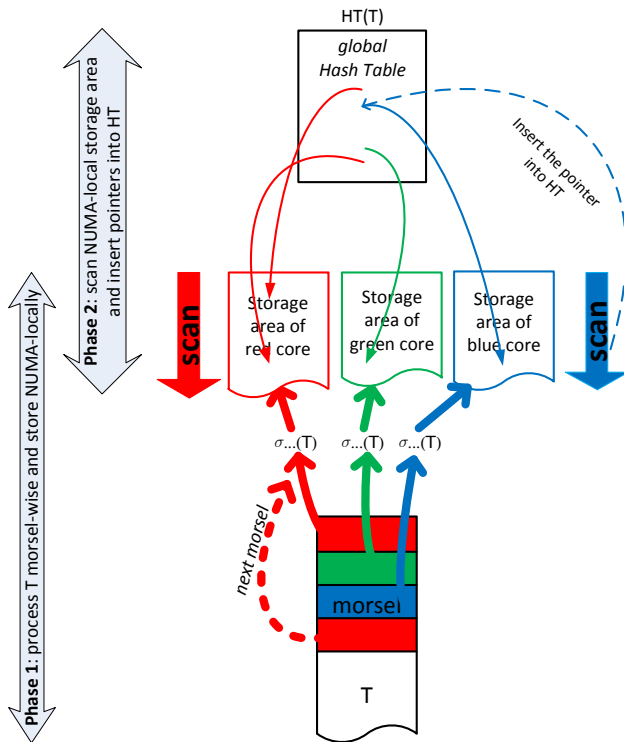 HT(T)
global
Hash Table
Phase 2: scan NUMA-local storage area
and insert pointers into HT
Insert the pointer
into HT
Phase 1: process T morsel-wise and store NUMA-locally
scan
Storage
area of
red core
Storage
area of
green core
Storage
area of
blue core
scan
σ...(T)
σ...(T)
σ...(T)
next morsel
morsel
T